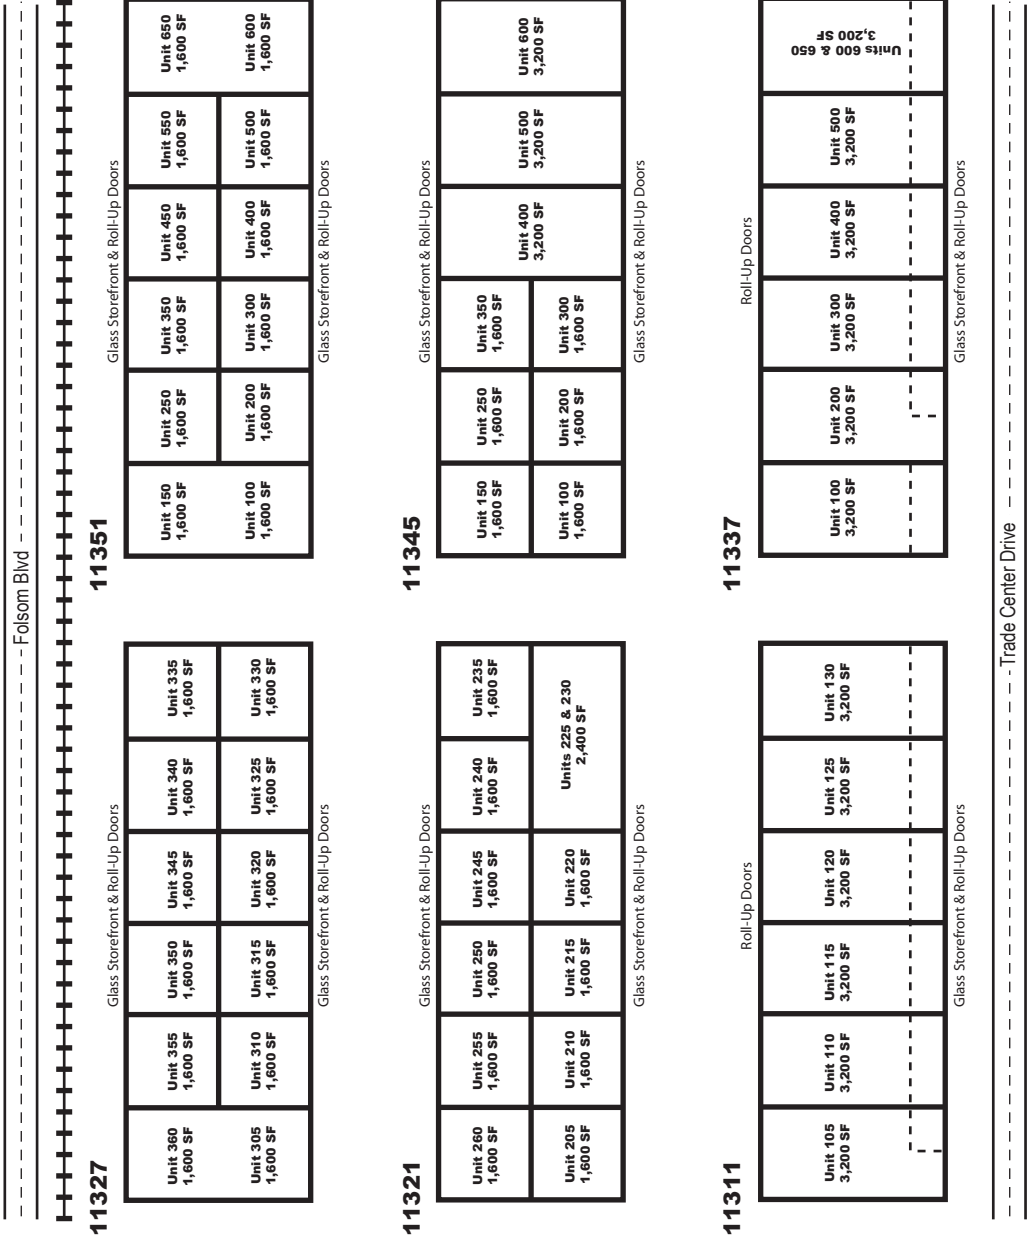 Folsom Blvd
11351
Glass Storefront & Roll-Up Doors
Unit 150
1,600 SF
Unit 250
1,600 SF
Unit 350
1,600 SF
Unit 450
1,600 SF
Unit 550
1,600 SF
Unit 650
1,600 SF
Unit 100
1,600 SF
Unit 200
1,600 SF
Unit 300
1,600 SF
Unit 400
1,600 SF
Unit 500
1,600 SF
Unit 600
1,600 SF
Glass Storefront & Roll-Up Doors
11327
Glass Storefront & Roll-Up Doors
Unit 360
1,600 SF
Unit 355
1,600 SF
Unit 350
1,600 SF
Unit 345
1,600 SF
Unit 340
1,600 SF
Unit 335
1,600 SF
Unit 305
1,600 SF
Unit 310
1,600 SF
Unit 315
1,600 SF
Unit 320
1,600 SF
Unit 325
1,600 SF
Unit 330
1,600 SF
Glass Storefront & Roll-Up Doors
11345
Glass Storefront & Roll-Up Doors
Unit 150
1,600 SF
Unit 250
1,600 SF
Unit 350
1,600 SF
Unit 100
1,600 SF
Unit 200
1,600 SF
Unit 300
1,600 SF
Unit 400
3,200 SF
Unit 500
3,200 SF
Unit 600
3,200 SF
Glass Storefront & Roll-Up Doors
11321
Glass Storefront & Roll-Up Doors
Unit 260
1,600 SF
Unit 255
1,600 SF
Unit 250
1,600 SF
Unit 245
1,600 SF
Unit 240
1,600 SF
Unit 235
1,600 SF
Unit 205
1,600 SF
Unit 210
1,600 SF
Unit 215
1,600 SF
Unit 220
1,600 SF
Units 225 & 230
2,400 SF
Glass Storefront & Roll-Up Doors
11337
Roll-Up Doors
Unit 100
3,200 SF
Unit 200
3,200 SF
Unit 300
3,200 SF
Unit 400
3,200 SF
Unit 500
3,200 SF
Units 600 & 650
3,200 SF
Glass Storefront & Roll-Up Doors
11311
Roll-Up Doors
Unit 105
3,200 SF
Unit 110
3,200 SF
Unit 115
3,200 SF
Unit 120
3,200 SF
Unit 125
3,200 SF
Unit 130
3,200 SF
Glass Storefront & Roll-Up Doors
Trade Center Drive